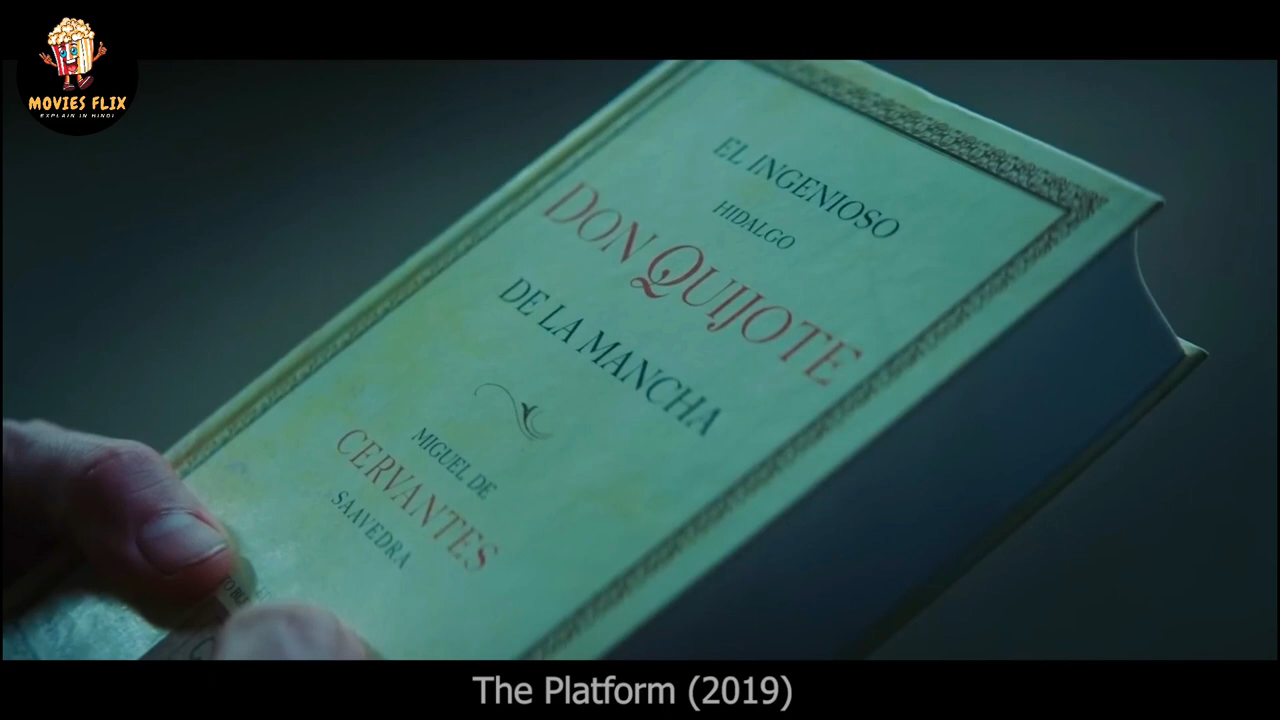 MOVIES FLIX
EXPLAIN IN HINDI
EL INGENIOSO
HIDALGO
DON QUIJOTE
DE LA MANCHA
MIGUEL DE
CERVANTES
SAAVEDRA
The Platform (2019)